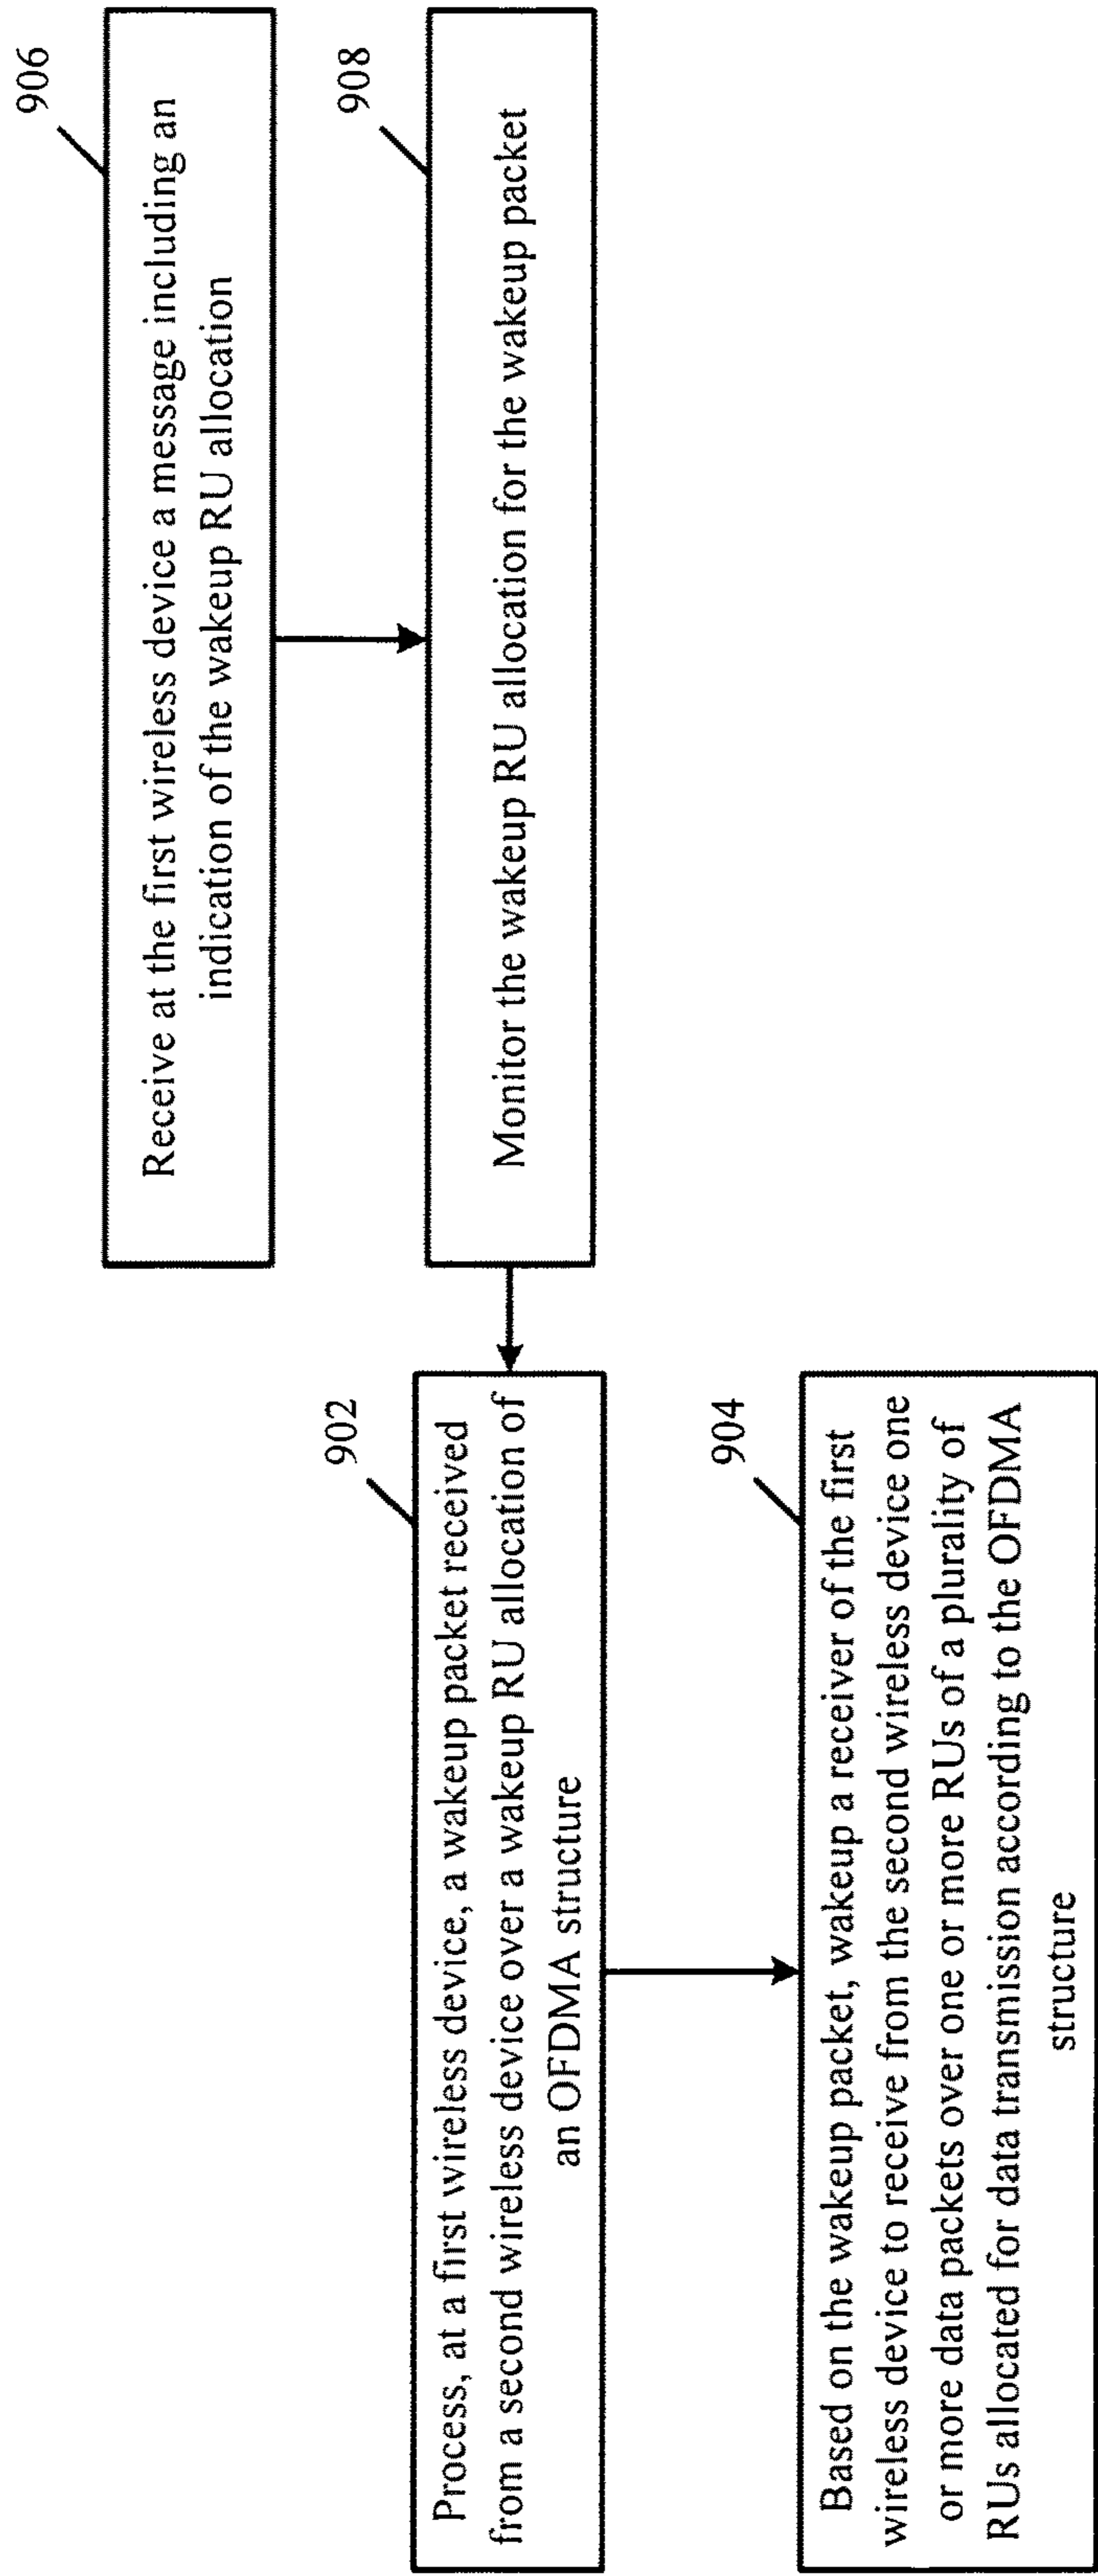 906
Receive at the first wireless device a message including an
indication of the wakeup RU allocation
908
Monitor the wakeup RU allocation for the wakeup packet
902
Process, at a first wireless device, a wakeup packet received
from a second wireless device over a wakeup RU allocation of
an OFDMA structure
904
Based on the wakeup packet, wakeup a receiver of the first
wireless device to receive from the second wireless device one
or more data packets over one or more RUs of a plurality of
RUs allocated for data transmission according to the OFDMA
structure